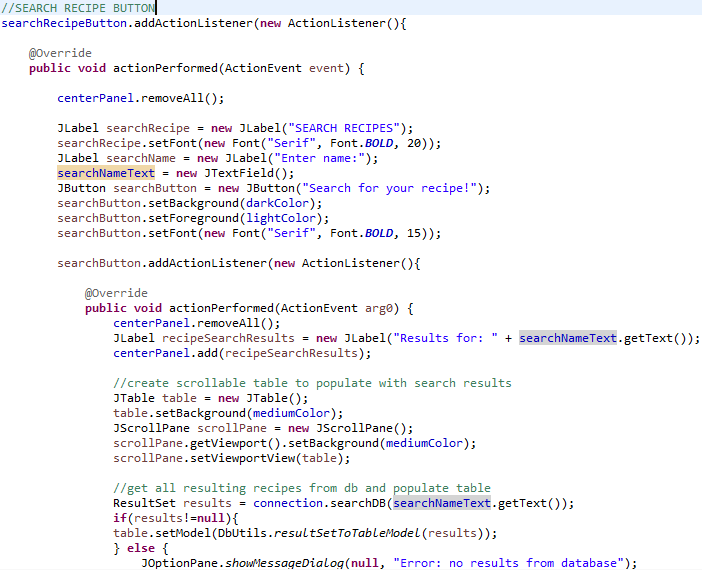 //SEARCH RECIPE BUTTON
searchRecipeButton.addActionListener(new ActionListener(){
@Override
public void actionPerformed(ActionEvent event) {
centerPanel.removeAll();
JLabel searchRecipe = new JLabel("SEARCH RECIPES");
searchRecipe.setFont(new Font("Serif", Font.BOLD, 20));
JLabel searchName = new JLabel("Enter name:");
searchNameText = new JTextField();
JButton searchButton = new JButton("Search for your recipe!");
searchButton.setBackground(darkColor);
searchButton.setForeground(lightColor);
searchButton.setFont(new Font("Serif", Font.BOLD, 15));
searchButton.addActionListener(new ActionListener(){
@Override
public void actionPerformed(ActionEvent arg0) {
centerPanel.removeAll();
JLabel recipeSearchResults = new JLabel("Results for: " + searchNameText.getText());
centerPanel.add(recipeSearchResults);
//create scrollable table to populate with search results
JTable table = new JTable();
table.setBackground(mediumColor);
JScrollPane scrollPane = new JScrollPane();
scrollPane.getViewport().setBackground(mediumColor);
scrollPane.setViewportView(table);
//get all resulting recipes from db and populate table
ResultSet results = connection.searchDB(searchNameText.getText());
if(results!=null){
table.setModel(DbUtils.resultSetToTableModel(results));
} else {
JOptionPane.showMessageDialog(null, "Error: no results from database");